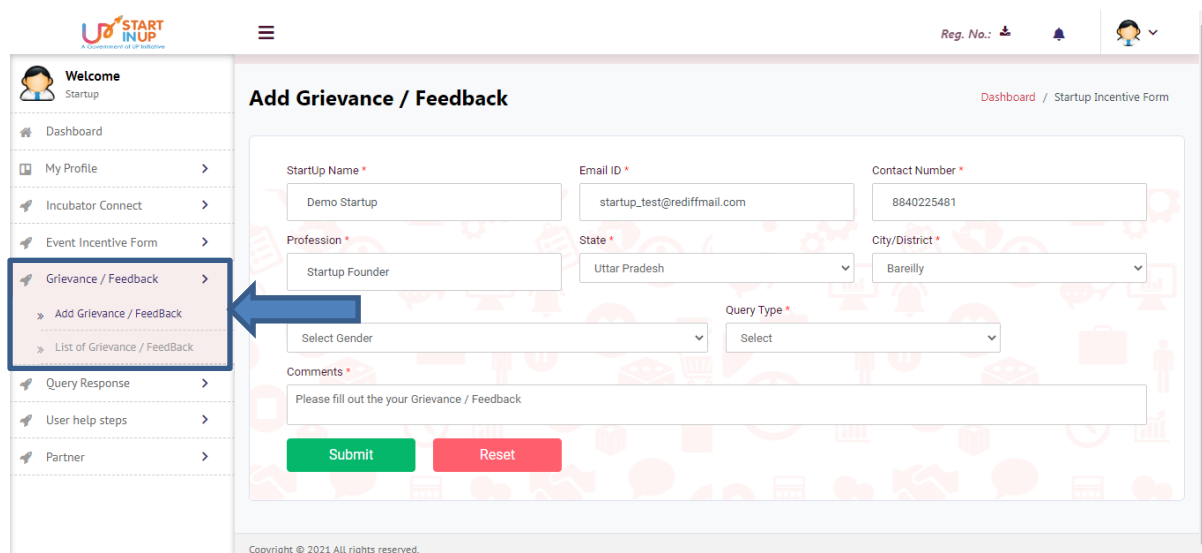 UP START
INUP
A Government of UP Initiative
Reg. No.:
Welcome
Startup
Dashboard
My Profile
Incubator Connect
Event Incentive Form
Grievance / Feedback
Add Grievance / FeedBack
List of Grievance / FeedBack
Query Response
User help steps
Partner
Add Grievance / Feedback
Dashboard / Startup Incentive Form
StartUp Name * Email ID * Contact Number *
Demo Startup startup_test@rediffmail.com 8840225481
Profession * State * City/District *
Startup Founder Uttar Pradesh Bareilly
Query Type *
Select Gender Select
Comments *
Please fill out the your Grievance / Feedback
Submit Reset
Copyright © 2021 All rights reserved.